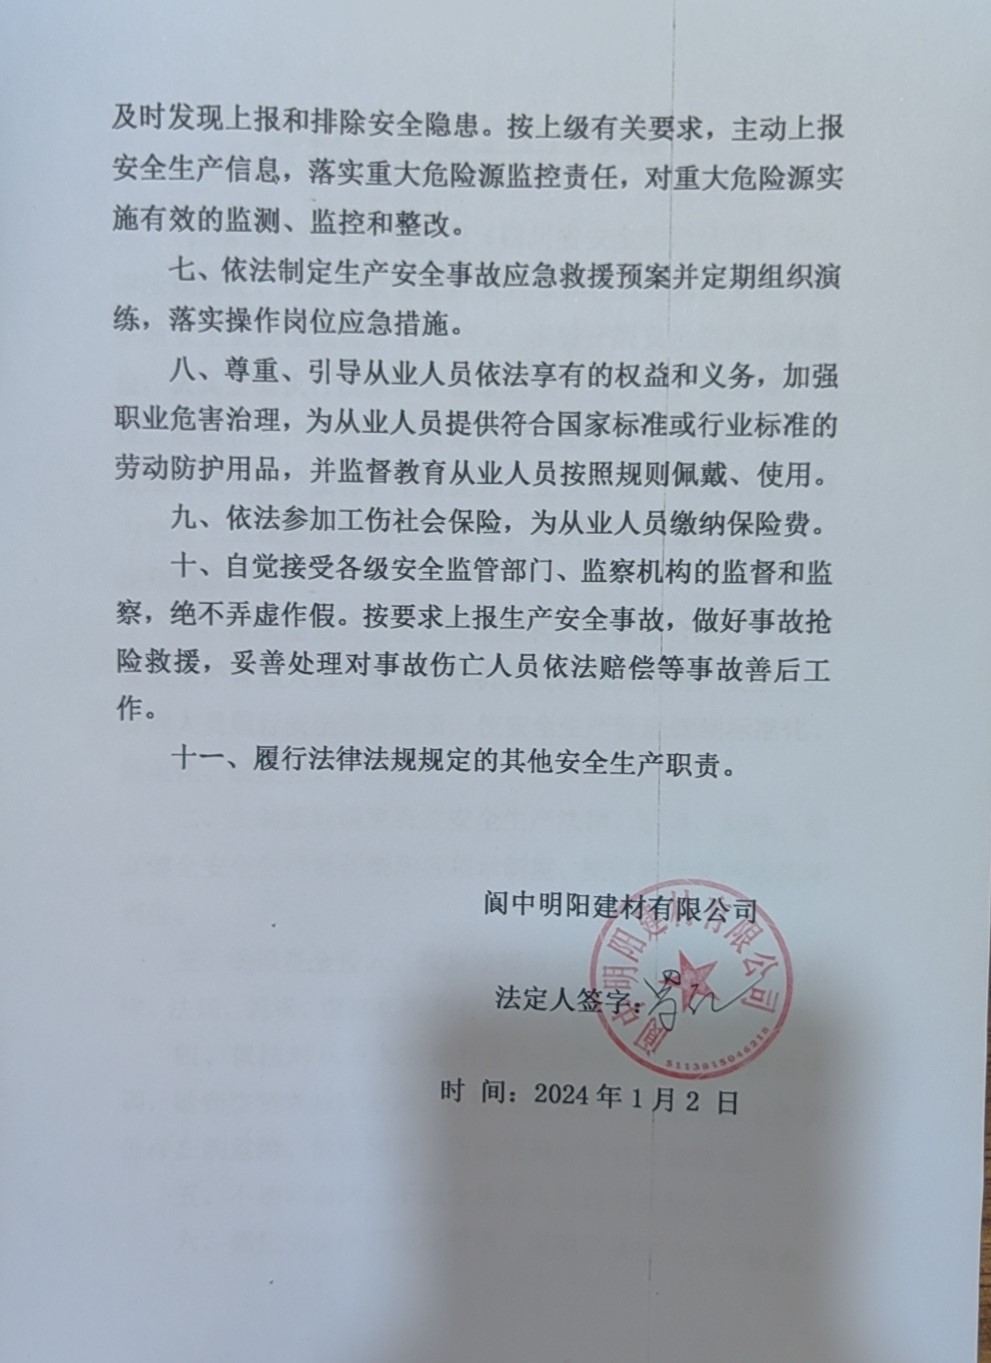 及时发现上报和排除安全隐患。按上级有关要求，主动上报
安全生产信息，落实重大危险源监控责任，对重大危险源实
施有效的监测、监控和整改。
七、依法制定生产安全事故应急救援预案并定期组织演
练，落实操作岗位应急措施。
八、尊重、引导从业人员依法享有的权益和义务，加强
职业危害治理，为从业人员提供符合国家标准或行业标准的
劳动防护用品，并监督教育从业人员按照规则佩戴、使用。
九、依法参加工伤社会保险，为从业人员缴纳保险费。
十、自觉接受各级安全监管部门、监察机构的监督和监
察，绝不弄虚作假。按要求上报生产安全事故，做好事故抢
险救援，妥善处理对事故伤亡人员依法赔偿等事故善后工
作。
十一、履行法律法规规定的其他安全生产职责。
阆中明阳建材有限公司
法定人签字：
时 间：2024年1月2 日
阆中明阳建材有限公司
5113815046218